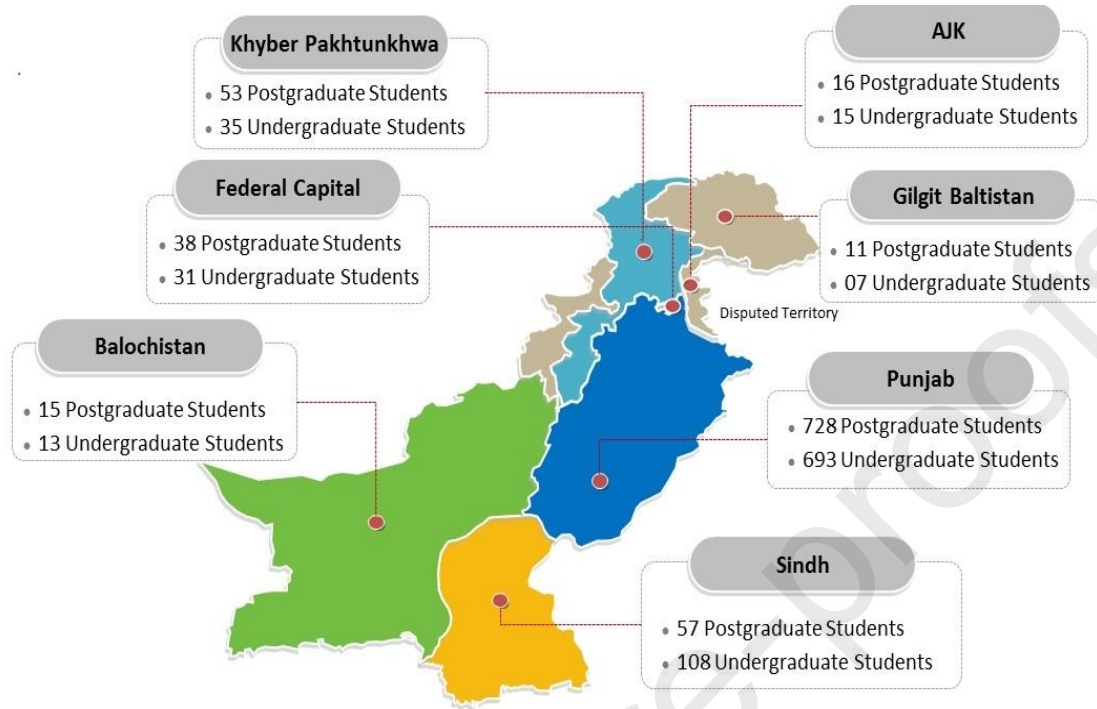 Khyber Pakhtunkhwa
• 53 Postgraduate Students
• 35 Undergraduate Students
AJK
• 16 Postgraduate Students
• 15 Undergraduate Students
Federal Capital
• 38 Postgraduate Students
• 31 Undergraduate Students
Gilgit Baltistan
• 11 Postgraduate Students
• 07 Undergraduate Students
Disputed Territory
Balochistan
• 15 Postgraduate Students
• 13 Undergraduate Students
Punjab
• 728 Postgraduate Students
• 693 Undergraduate Students
Sindh
• 57 Postgraduate Students
• 108 Undergraduate Students